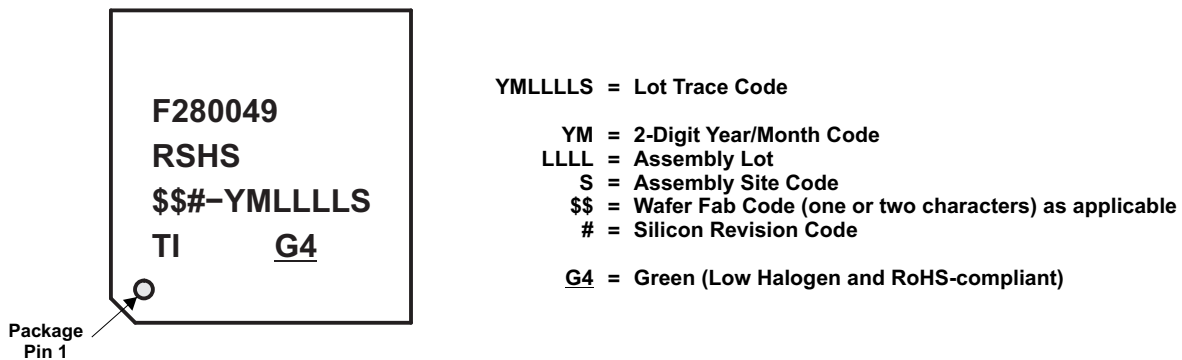 F280049
RSHS
$$#−YMLLLLS
TI G4
Package
Pin 1
YMLLLLS = Lot Trace Code
YM = 2-Digit Year/Month Code
LLLL = Assembly Lot
S = Assembly Site Code
$$ = Wafer Fab Code (one or two characters) as applicable
# = Silicon Revision Code
G4 = Green (Low Halogen and RoHS-compliant)